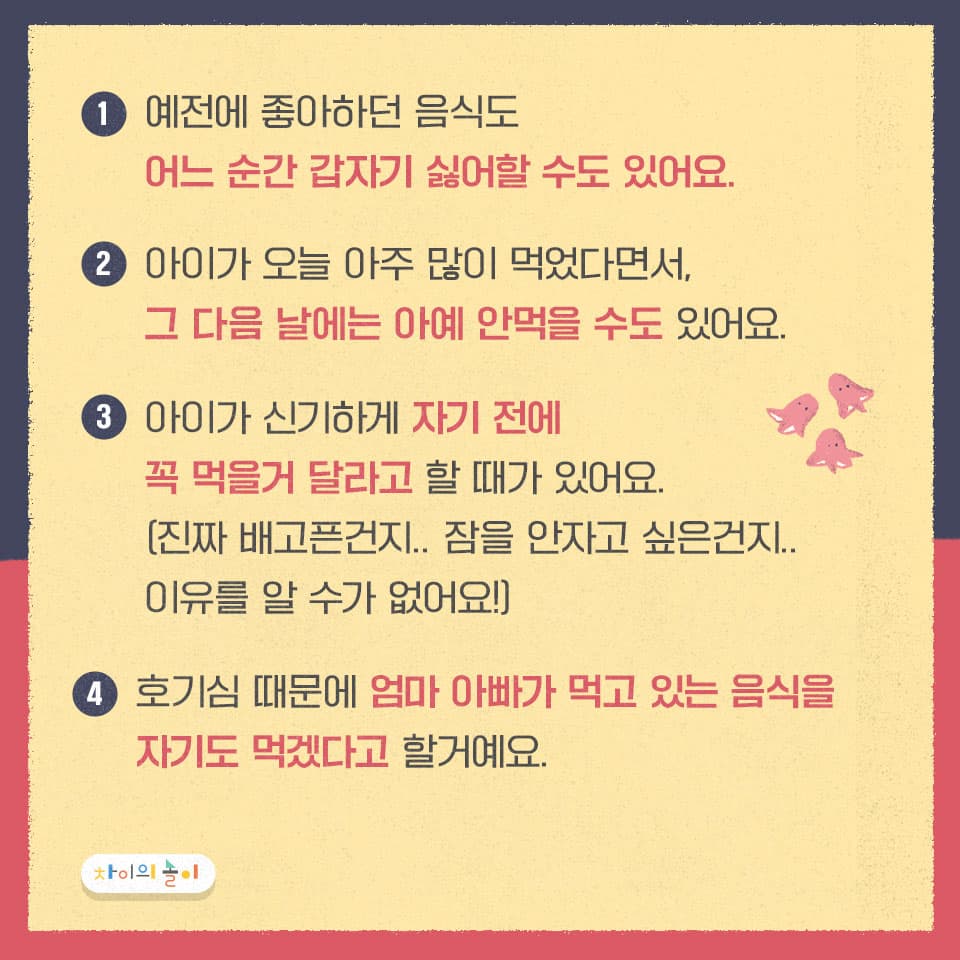 1 예전에 좋아하던 음식도
어느 순간 갑자기 싫어할 수도 있어요.
2 아이가 오늘 아주 많이 먹었다면서,
그 다음 날에는 아예 안먹을 수도 있어요.
3 아이가 신기하게 자기 전에
꼭 먹을거 달라고 할 때가 있어요.
(진짜 배고픈건지.. 잠을 안자고 싶은건지..
이유를 알 수가 없어요!)
4 호기심 때문에 엄마 아빠가 먹고 있는 음식을
자기도 먹겠다고 할거예요.
차이의 놀이